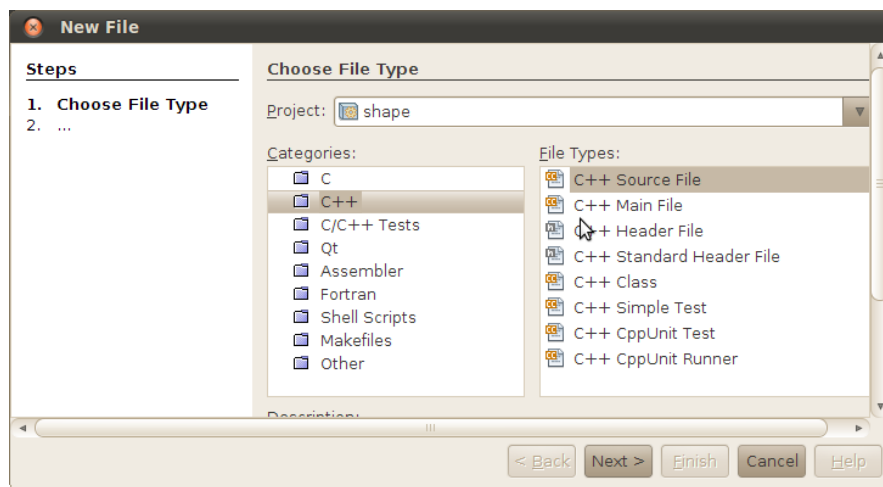 New File
Steps
1. Choose File Type
2. ...
Choose File Type
Project: shape
Categories:
C
C++
C/C++ Tests
Qt
Assembler
Fortran
Shell Scripts
Makefiles
Other
File Types:
C++ Source File
C++ Main File
C++ Header File
C++ Standard Header File
C++ Class
C++ Simple Test
C++ CppUnit Test
C++ CppUnit Runner
Description:
< Back Next > Finish Cancel Help